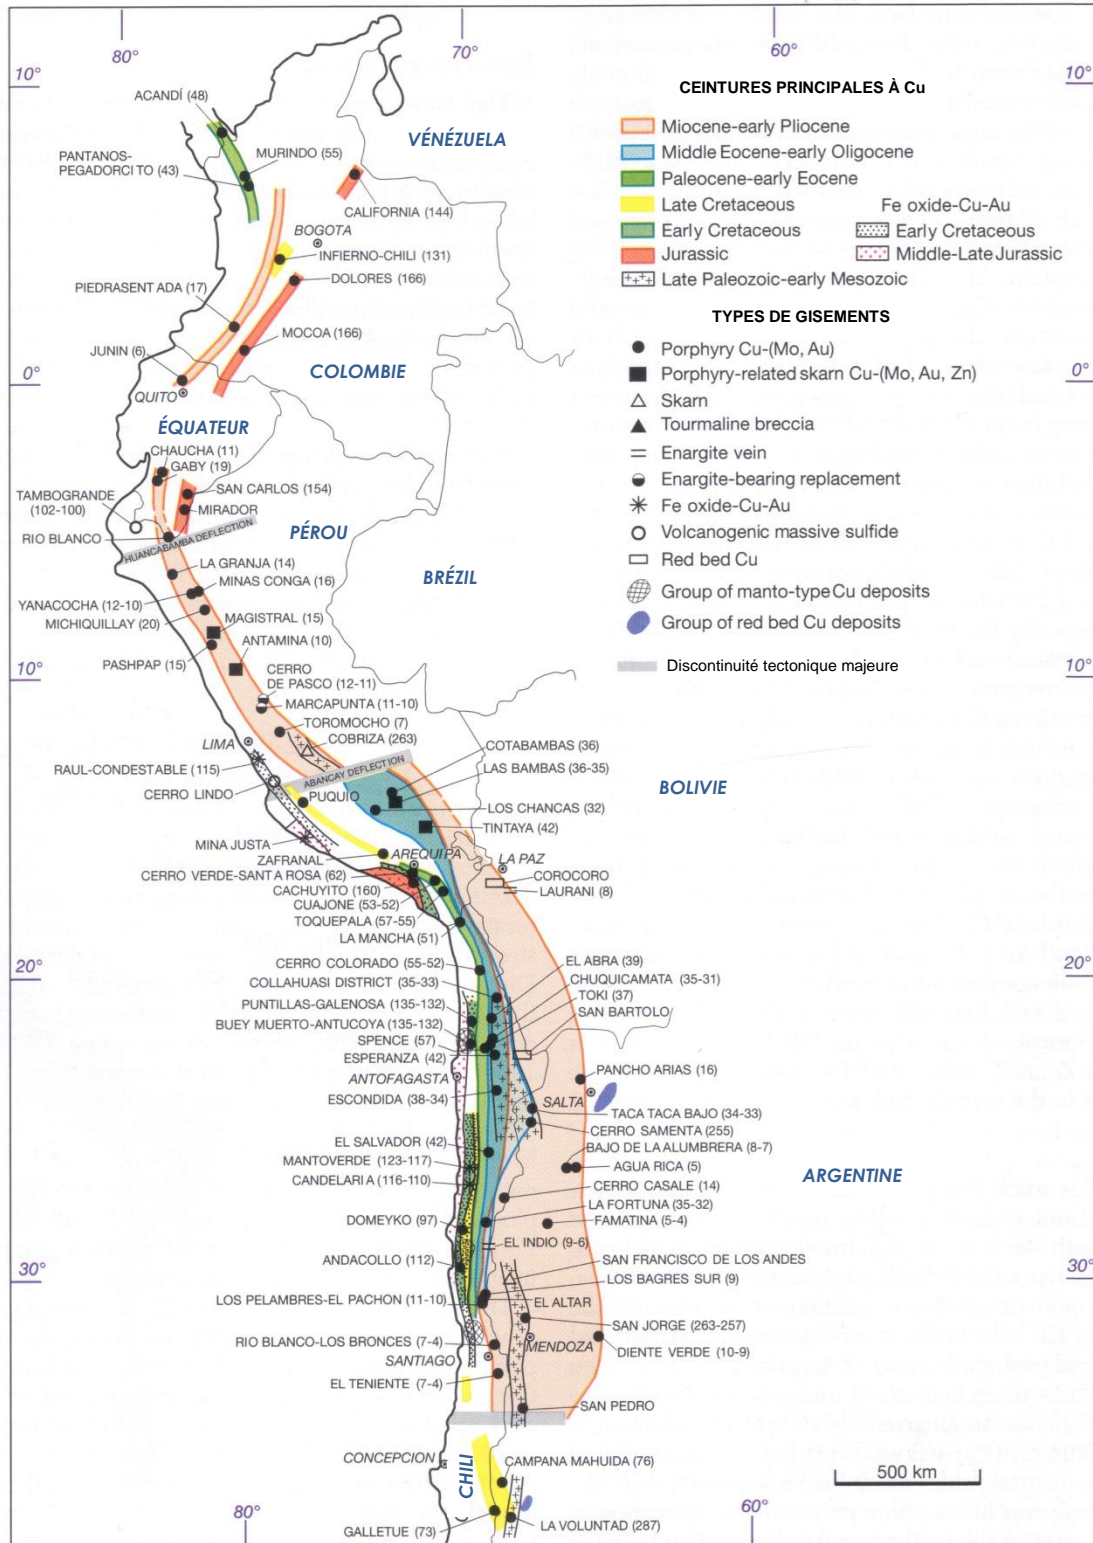 80°
70°
60°
10°
10°
ACANDÍ (48)
VÉNÉZUELA
PANTANOS-
PEGADORCI TO (43)
MURINDO (55)
CALIFORNIA (144)
BOGOTA
INFIERNO-CHILI (131)
DOLORES (166)
PIEDRASENT ADA (17)
MOCOA (166)
JUNIN (6)
COLOMBIE
0°
0°
QUITO
ÉQUATEUR
CHAUCHA (11)
GABY (19)
TAMBOGRANDE
(102-100)
SAN CARLOS (154)
MIRADOR
RIO BLANCO
HUANCABAMBA DEFLECTION
PÉROU
BRÉZIL
LA GRANJA (14)
MINAS CONGA (16)
YANACOCHA (12-10)
MICHIQUILLAY (20)
MAGISTRAL (15)
ANTAMINA (10)
PASHPAP (15)
10°
10°
CERRO
DE PASCO (12-11)
MARCAPUNTA (11-10)
TOROMOCHO (7)
COBRIZA (263)
LIMA
RAUL-CONDESTABLE (115)
ABANCAY DEFLECTION
COTABAMBAS (36)
LAS BAMBAS (36-35)
CERRO LINDO
PUQUIO
LOS CHANCAS (32)
BOLIVIE
TINTAYA (42)
MINA JUSTA
ZAFRANAL
AREQUIPA
LA PAZ
CERRO VERDE-SANT A ROSA (62)
COROCORO
CACHUYITO (160)
LAURANI (8)
CUAJONE (53-52)
TOQUEPALA (57-55)
LA MANCHA (51)
CERRO COLORADO (55-52)
EL ABRA (39)
COLLAHUASI DISTRICT (35-33)
CHUQUICAMATA (35-31)
20°
20°
TOKI (37)
PUNTILLAS-GALENOSA (135-132)
SAN BARTOLO
BUEY MUERTO-ANTUCOYA (135-132)
SPENCE (57)
ESPERANZA (42)
PANCHO ARIAS (16)
ANTOFAGASTA
ESCONDIDA (38-34)
SALTA
TACA TACA BAJO (34-33)
CERRO SAMENTA (255)
EL SALVADOR (42)
BAJO DE LA ALUMBRERA (8-7)
MANTOVERDE (123-117)
AGUA RICA (5)
CANDELARI A (116-110)
ARGENTINE
CERRO CASALE (14)
LA FORTUNA (35-32)
DOMEYKO (97)
FAMATINA (5-4)
EL INDIO (9-6)
ANDACOLLO (112)
SAN FRANCISCO DE LOS ANDES
30°
30°
LOS BAGRES SUR (9)
LOS PELAMBRES-EL PACHON (11-10)
EL ALTAR
SAN JORGE (263-257)
RIO BLANCO-LOS BRONCES (7-4)
MENDOZA
DIENTE VERDE (10-9)
SANTIAGO
EL TENIENTE (7-4)
SAN PEDRO
CONCEPCION
CHILI
CAMPANA MAHUIDA (76)
GALLETUE (73)
LA VOLUNTAD (287)
500 km
80°
70°
60°
CEINTURES PRINCIPALES À Cu
Miocene-early Pliocene
Middle Eocene-early Oligocene
Paleocene-early Eocene
Late Cretaceous
Early Cretaceous
Jurassic
Late Paleozoic-early Mesozoic
Fe oxide-Cu-Au
Early Cretaceous
Middle-Late Jurassic
TYPES DE GISEMENTS
Porphyry Cu-(Mo, Au)
Porphyry-related skarn Cu-(Mo, Au, Zn)
Skarn
Tourmaline breccia
Enargite vein
Enargite-bearing replacement
Fe oxide-Cu-Au
Volcanogenic massive sulfide
Red bed Cu
Group of manto-type Cu deposits
Group of red bed Cu deposits
Discontinuité tectonique majeure